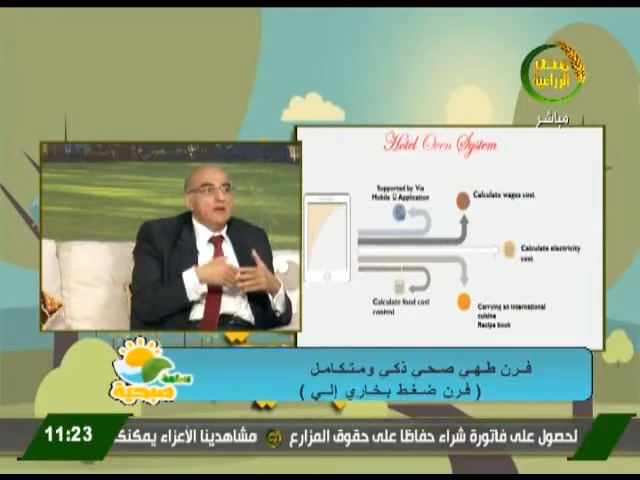 مصر
الزراعية
مباشر
Hotel Oven System
Supported by Via
Mobile Application
Calculate wages cost
Calculate electricity
cost
Calculate food cost
control
Carrying an international
cuisine
Recipe book
صبحية
فرن طهي صحي ذكي ومتكامل
( فرن ضغط بخاري إلي )
11:23
لحصول على فاتورة شراء حفاظا على حقوق المزارع
مشاهدينا الأعزاء يمكنك